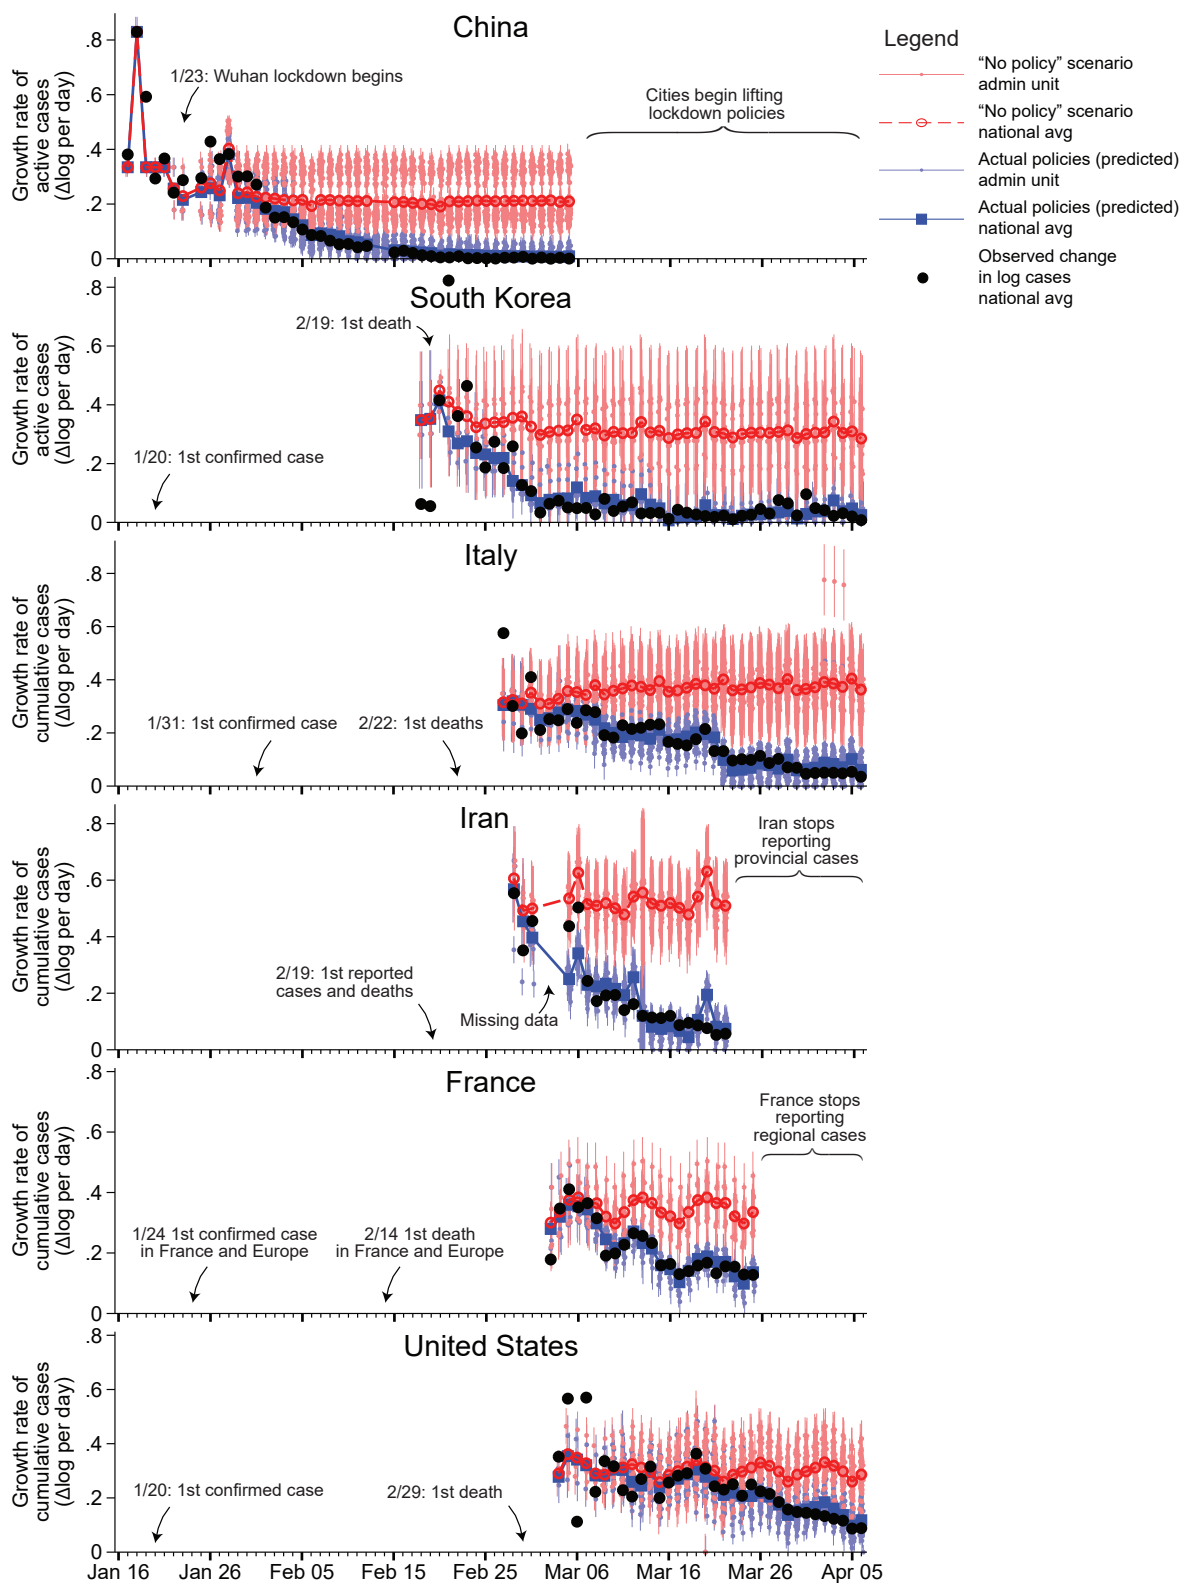 China
Growth rate of
active cases
(Δlog per day)
.8
.6
.4
.2
0
1/23: Wuhan lockdown begins
Cities begin lifting
lockdown policies
Legend
“No policy” scenario
admin unit
“No policy” scenario
national avg
Actual policies (predicted)
admin unit
Actual policies (predicted)
national avg
Observed change
in log cases
national avg
South Korea
Growth rate of
active cases
(Δlog per day)
.8
.6
.4
.2
0
2/19: 1st death
1/20: 1st confirmed case
Italy
Growth rate of
cumulative cases
(Δlog per day)
.8
.6
.4
.2
0
1/31: 1st confirmed case
2/22: 1st deaths
Iran
Growth rate of
cumulative cases
(Δlog per day)
.8
.6
.4
.2
0
Iran stops
reporting
provincial cases
2/19: 1st reported
cases and deaths
Missing data
France
Growth rate of
cumulative cases
(Δlog per day)
.8
.6
.4
.2
0
France stops
reporting
regional cases
1/24 1st confirmed case
in France and Europe
2/14 1st death
in France and Europe
United States
Growth rate of
cumulative cases
(Δlog per day)
.8
.6
.4
.2
0
1/20: 1st confirmed case
2/29: 1st death
Jan 16 Jan 26 Feb 05 Feb 15 Feb 25 Mar 06 Mar 16 Mar 26 Apr 05